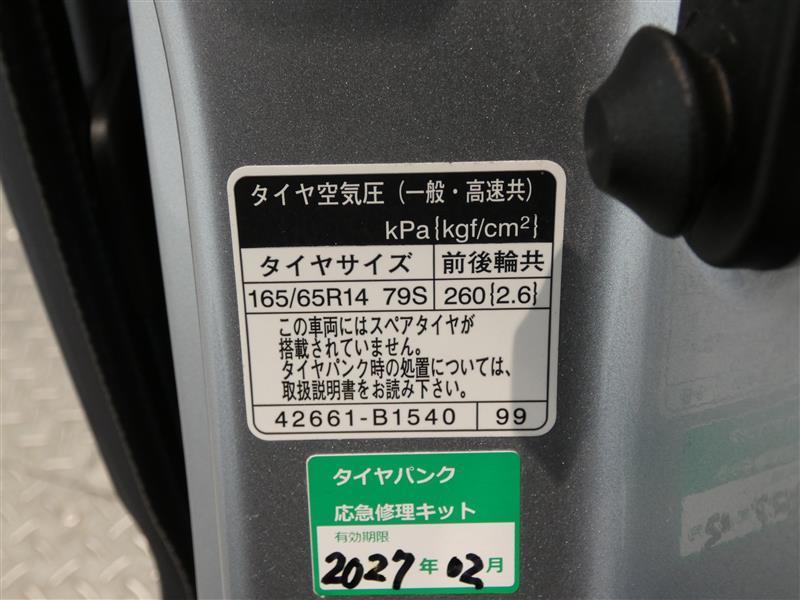 タイヤ空気圧（一般・高速共）
kPa{kgf/cm²}
タイヤサイズ 前後輪共
165/65R14 79S 260{2.6}
この車両にはスペアタイヤが
搭載されていません。
タイヤパンク時の処置については、
取扱説明書をお読み下さい。
42661-B1540 99
タイヤパンク
応急修理キット
有効期限
2027年02月